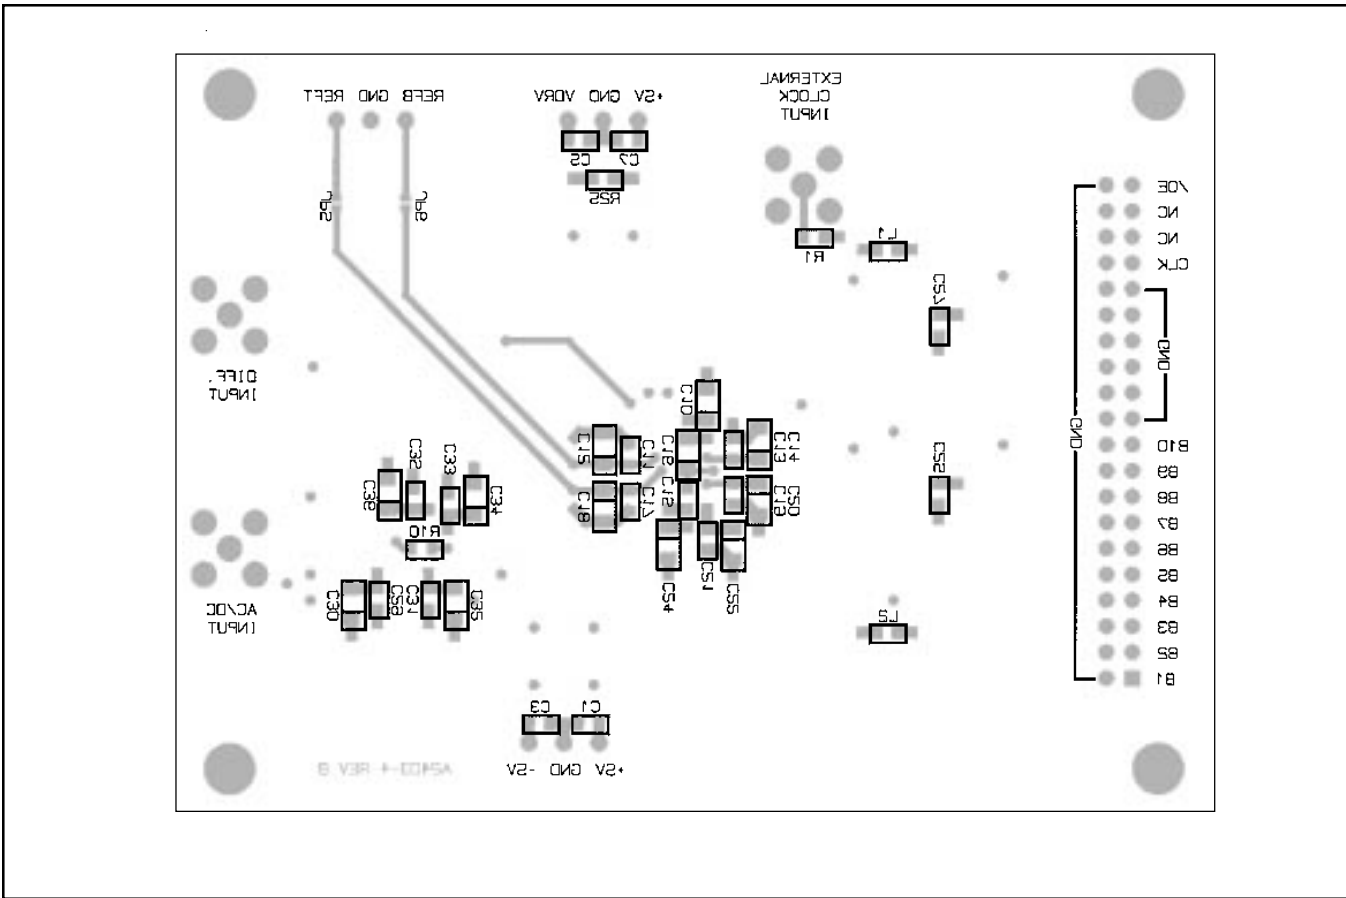 EXTERNAL
CLOCK
INPUT
REFT GND REFB
VDRV GND +5V
C5 C7
R25
JP5 JP6
/OE
NC
NC
CLK
L1
R1
C27
GND
DIFF.
INPUT
C10
GND
C32 C33
C12 C11 C16 C13 C14
B10
B9
B8
B7
B6
B5
B4
B3
B2
B1
C36 C34
C18 C17 C15 C19 C20
R10
C24 C21 C22
AC/DC
INPUT
C30 C29 C31 C35
L2
C3 C1
-5V GND +5V
REV B